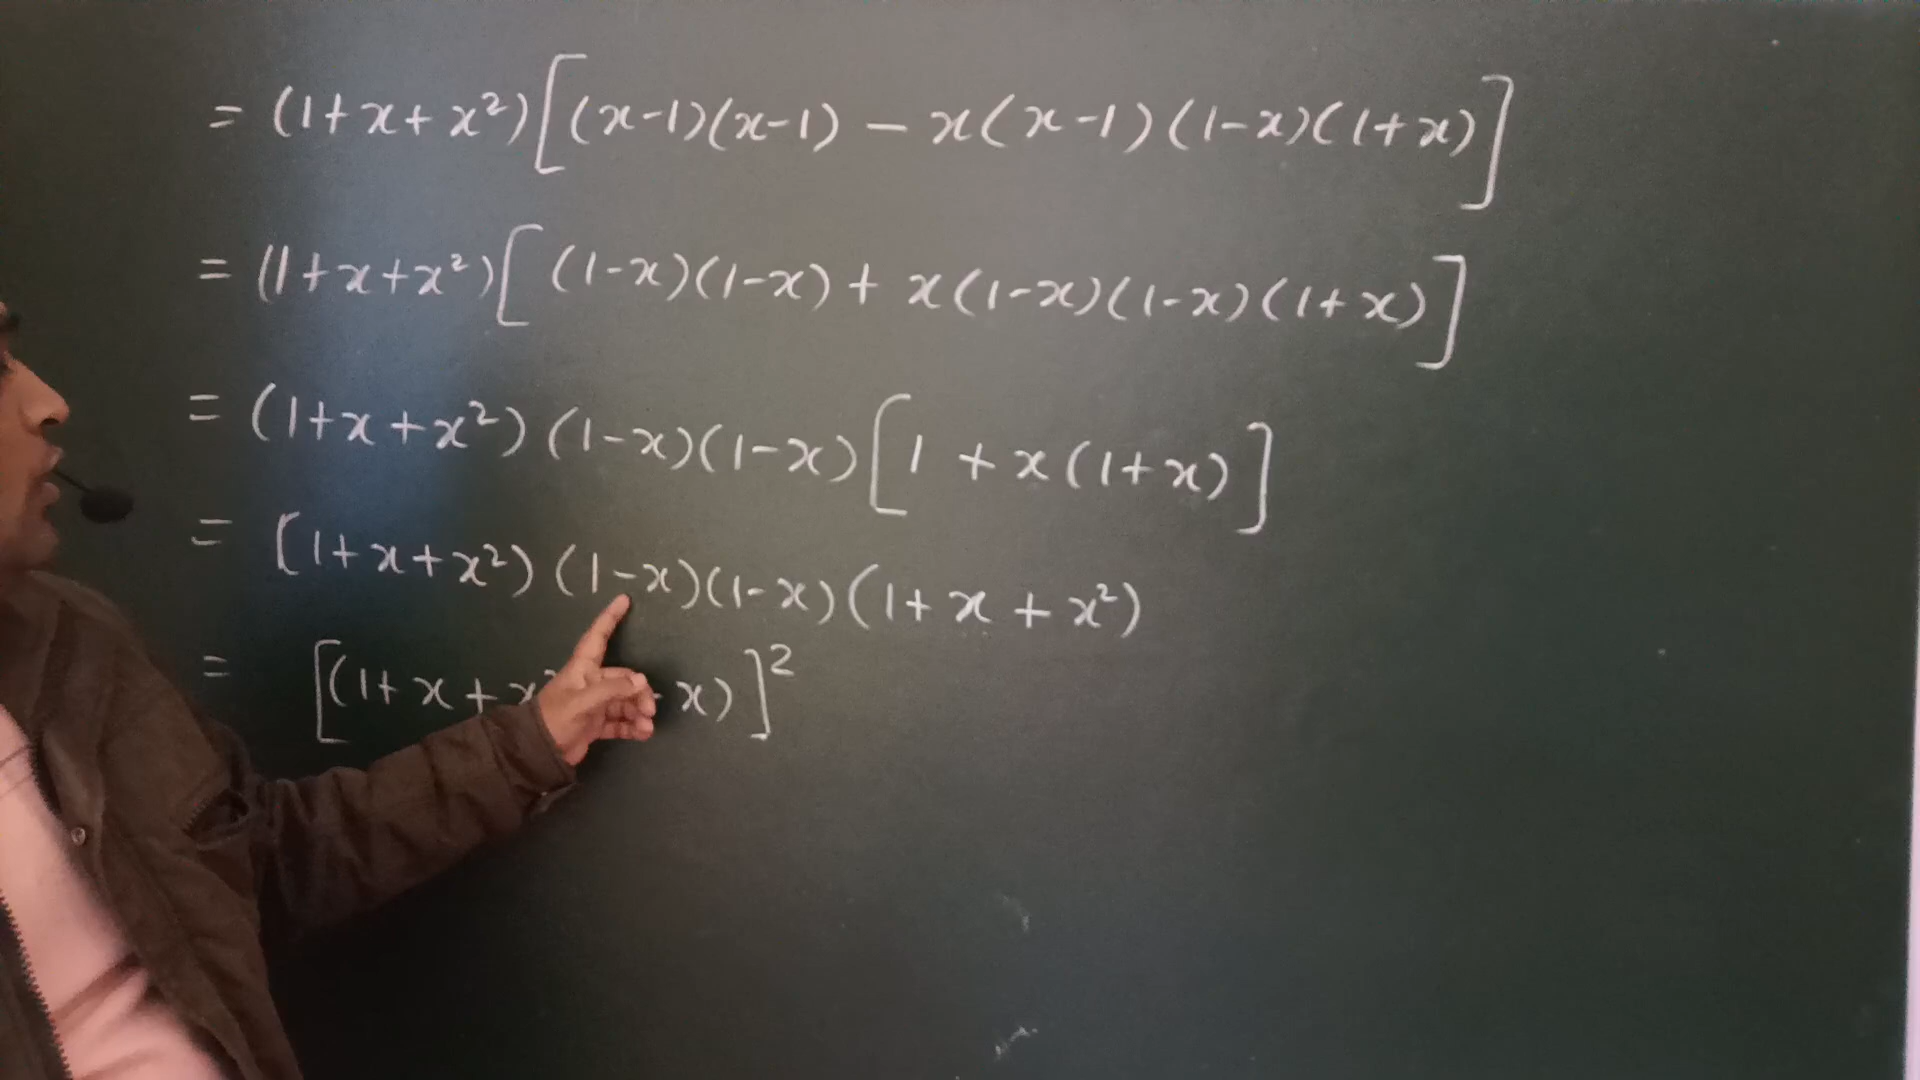 = (1+x+x²)[(x-1)(x-1) - x(x-1)(1-x)(1+x)]
= (1+x+x²)[(1-x)(1-x) + x(1-x)(1-x)(1+x)]
= (1+x+x²)(1-x)(1-x)[1 + x(1+x)]
= (1+x+x²)(1-x)(1-x)(1+x+x²)
= [(1+x+x -x)]²